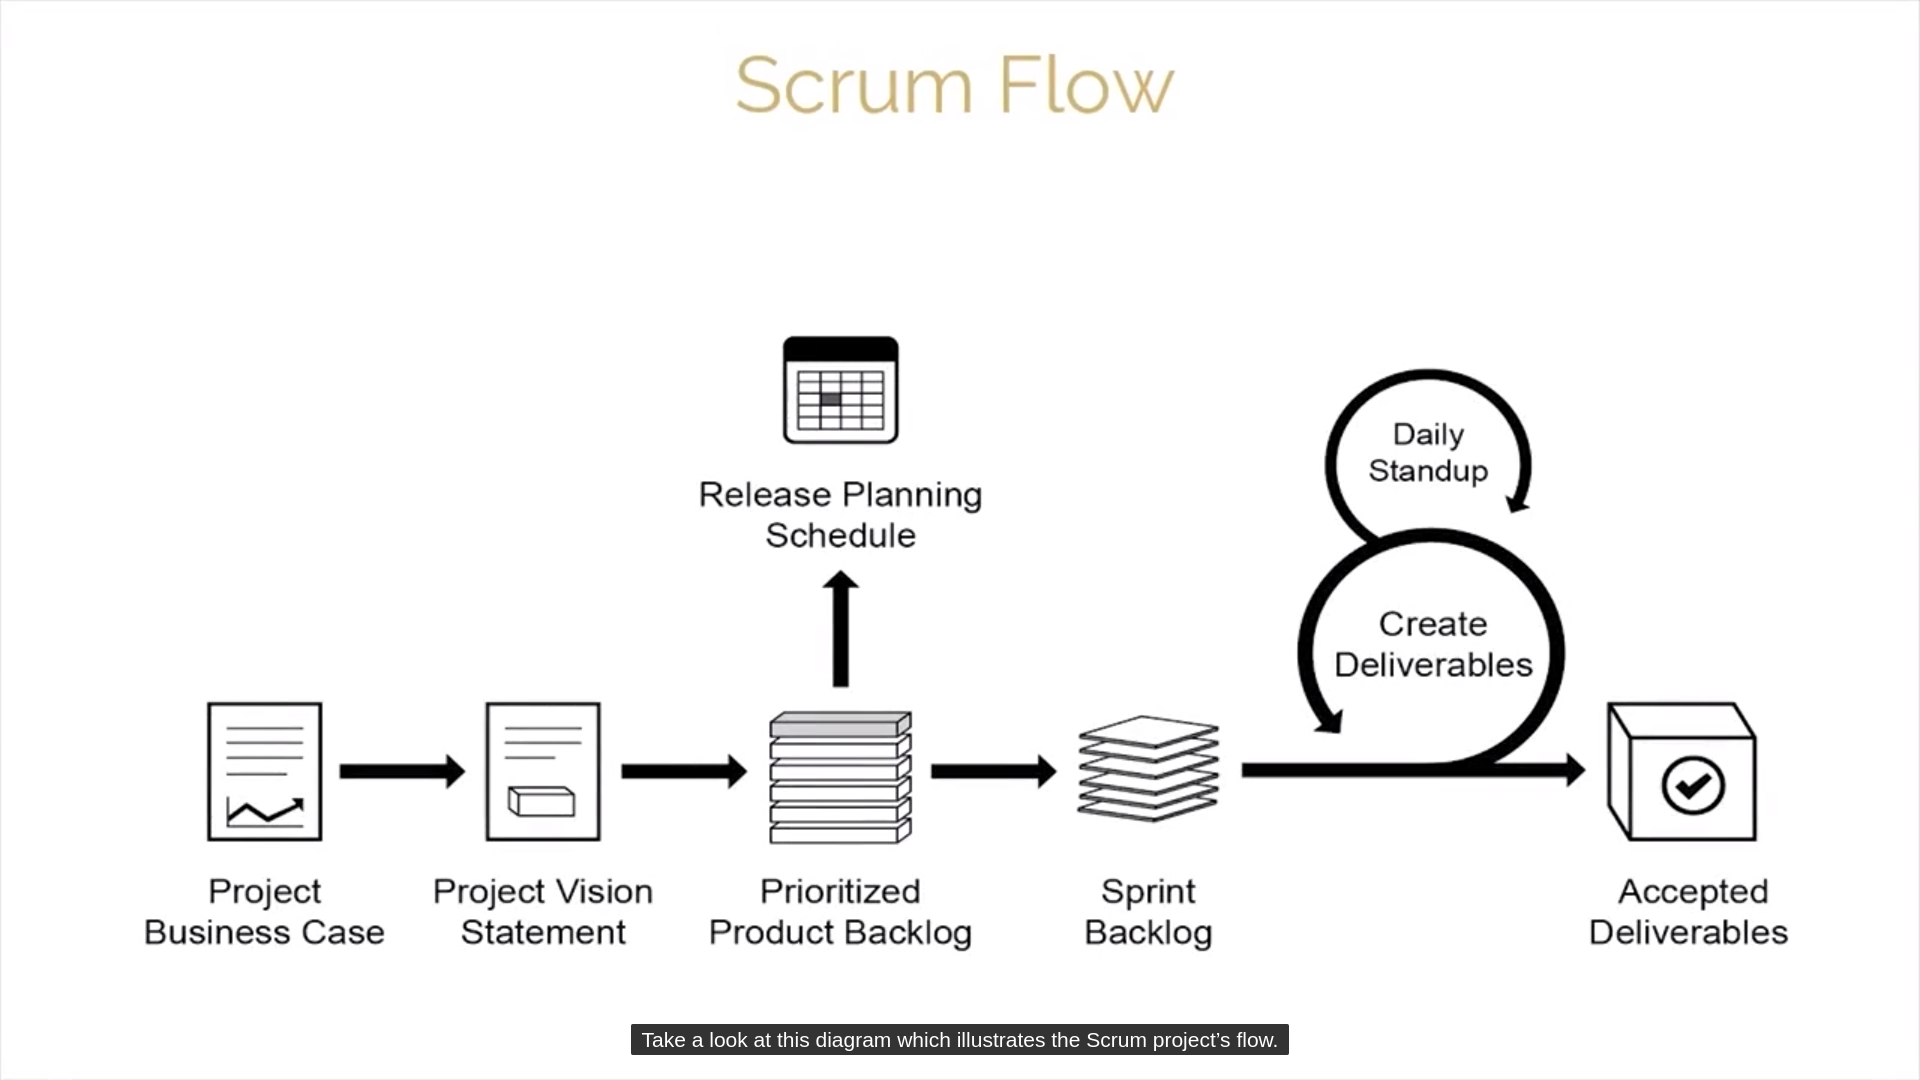 Scrum Flow
Release Planning
Schedule
Daily
Standup
Create
Deliverables
Project
Business Case
Project Vision
Statement
Prioritized
Product Backlog
Sprint
Backlog
Accepted
Deliverables
Take a look at this diagram which illustrates the Scrum project’s flow.